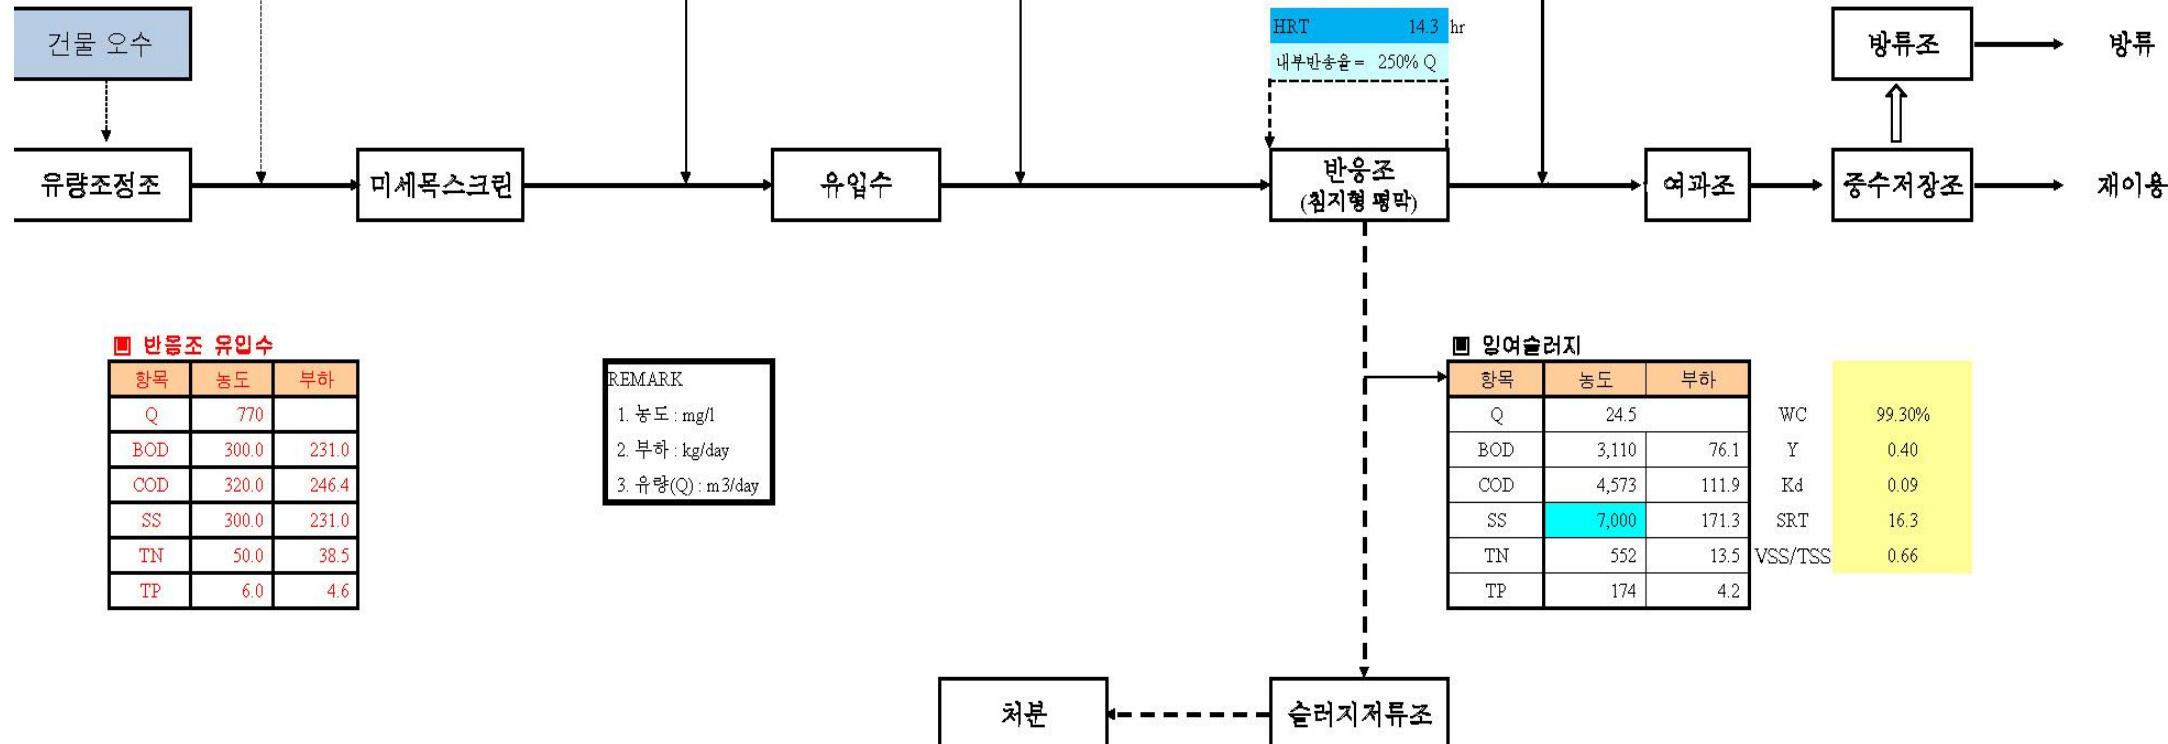 HRT 14.3 hr
내부반송율 = 250% Q
건물 오수
방류조
방류
유량조정조
미세목스크린
유입수
반응조
(침지형 평막)
여과조
중수저장조
재이용
▣ 반응조 유입수
항목 농도 부하
Q 770
BOD 300.0 231.0
COD 320.0 246.4
SS 300.0 231.0
TN 50.0 38.5
TP 6.0 4.6
REMARK
1. 농도 : mg/l
2. 부하 : kg/day
3. 유량(Q) : m3/day
▣ 잉여슬러지
항목 농도 부하
Q 24.5 WC 99.30%
BOD 3,110 76.1 Y 0.40
COD 4,573 111.9 Kd 0.09
SS 7,000 171.3 SRT 16.3
TN 552 13.5 VSS/TSS 0.66
TP 174 4.2
처분
슬러지저류조